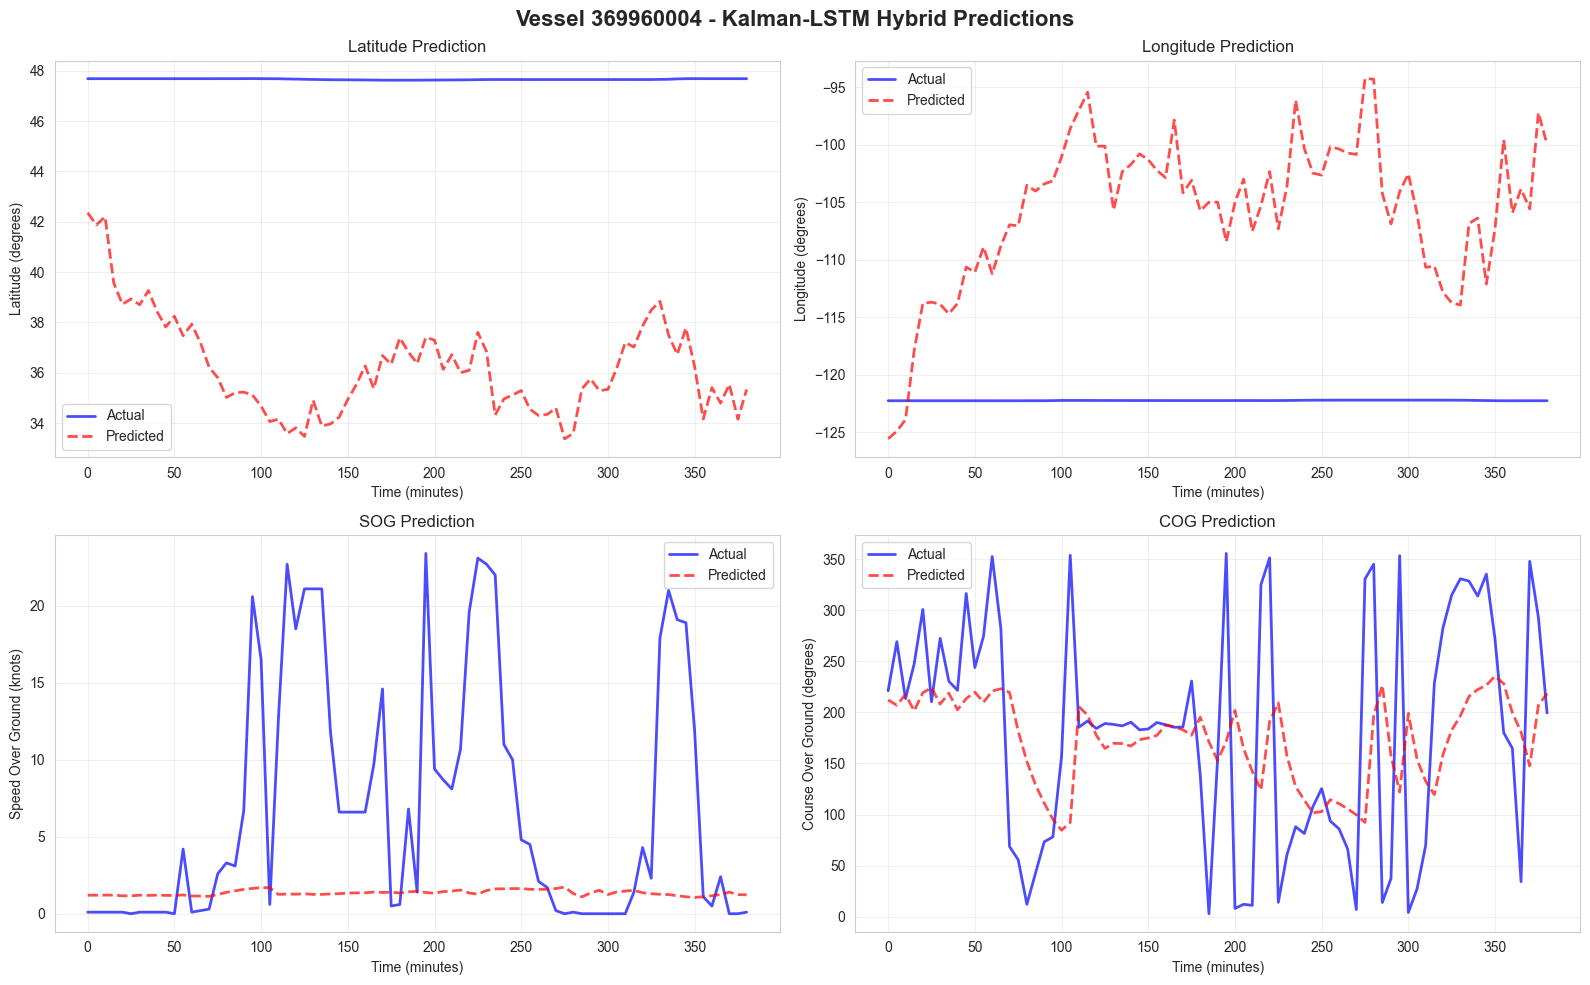 Vessel 369960004 - Kalman-LSTM Hybrid Predictions
Latitude Prediction
Latitude (degrees)
48
46
44
42
40
38
36
34
Actual
Predicted
0 50 100 150 200 250 300 350
Time (minutes)
Longitude Prediction
Longitude (degrees)
−95
−100
−105
−110
−115
−120
−125
Actual
Predicted
0 50 100 150 200 250 300 350
Time (minutes)
SOG Prediction
Speed Over Ground (knots)
20
15
10
5
0
Actual
Predicted
0 50 100 150 200 250 300 350
Time (minutes)
COG Prediction
Course Over Ground (degrees)
350
300
250
200
150
100
50
0
Actual
Predicted
0 50 100 150 200 250 300 350
Time (minutes)